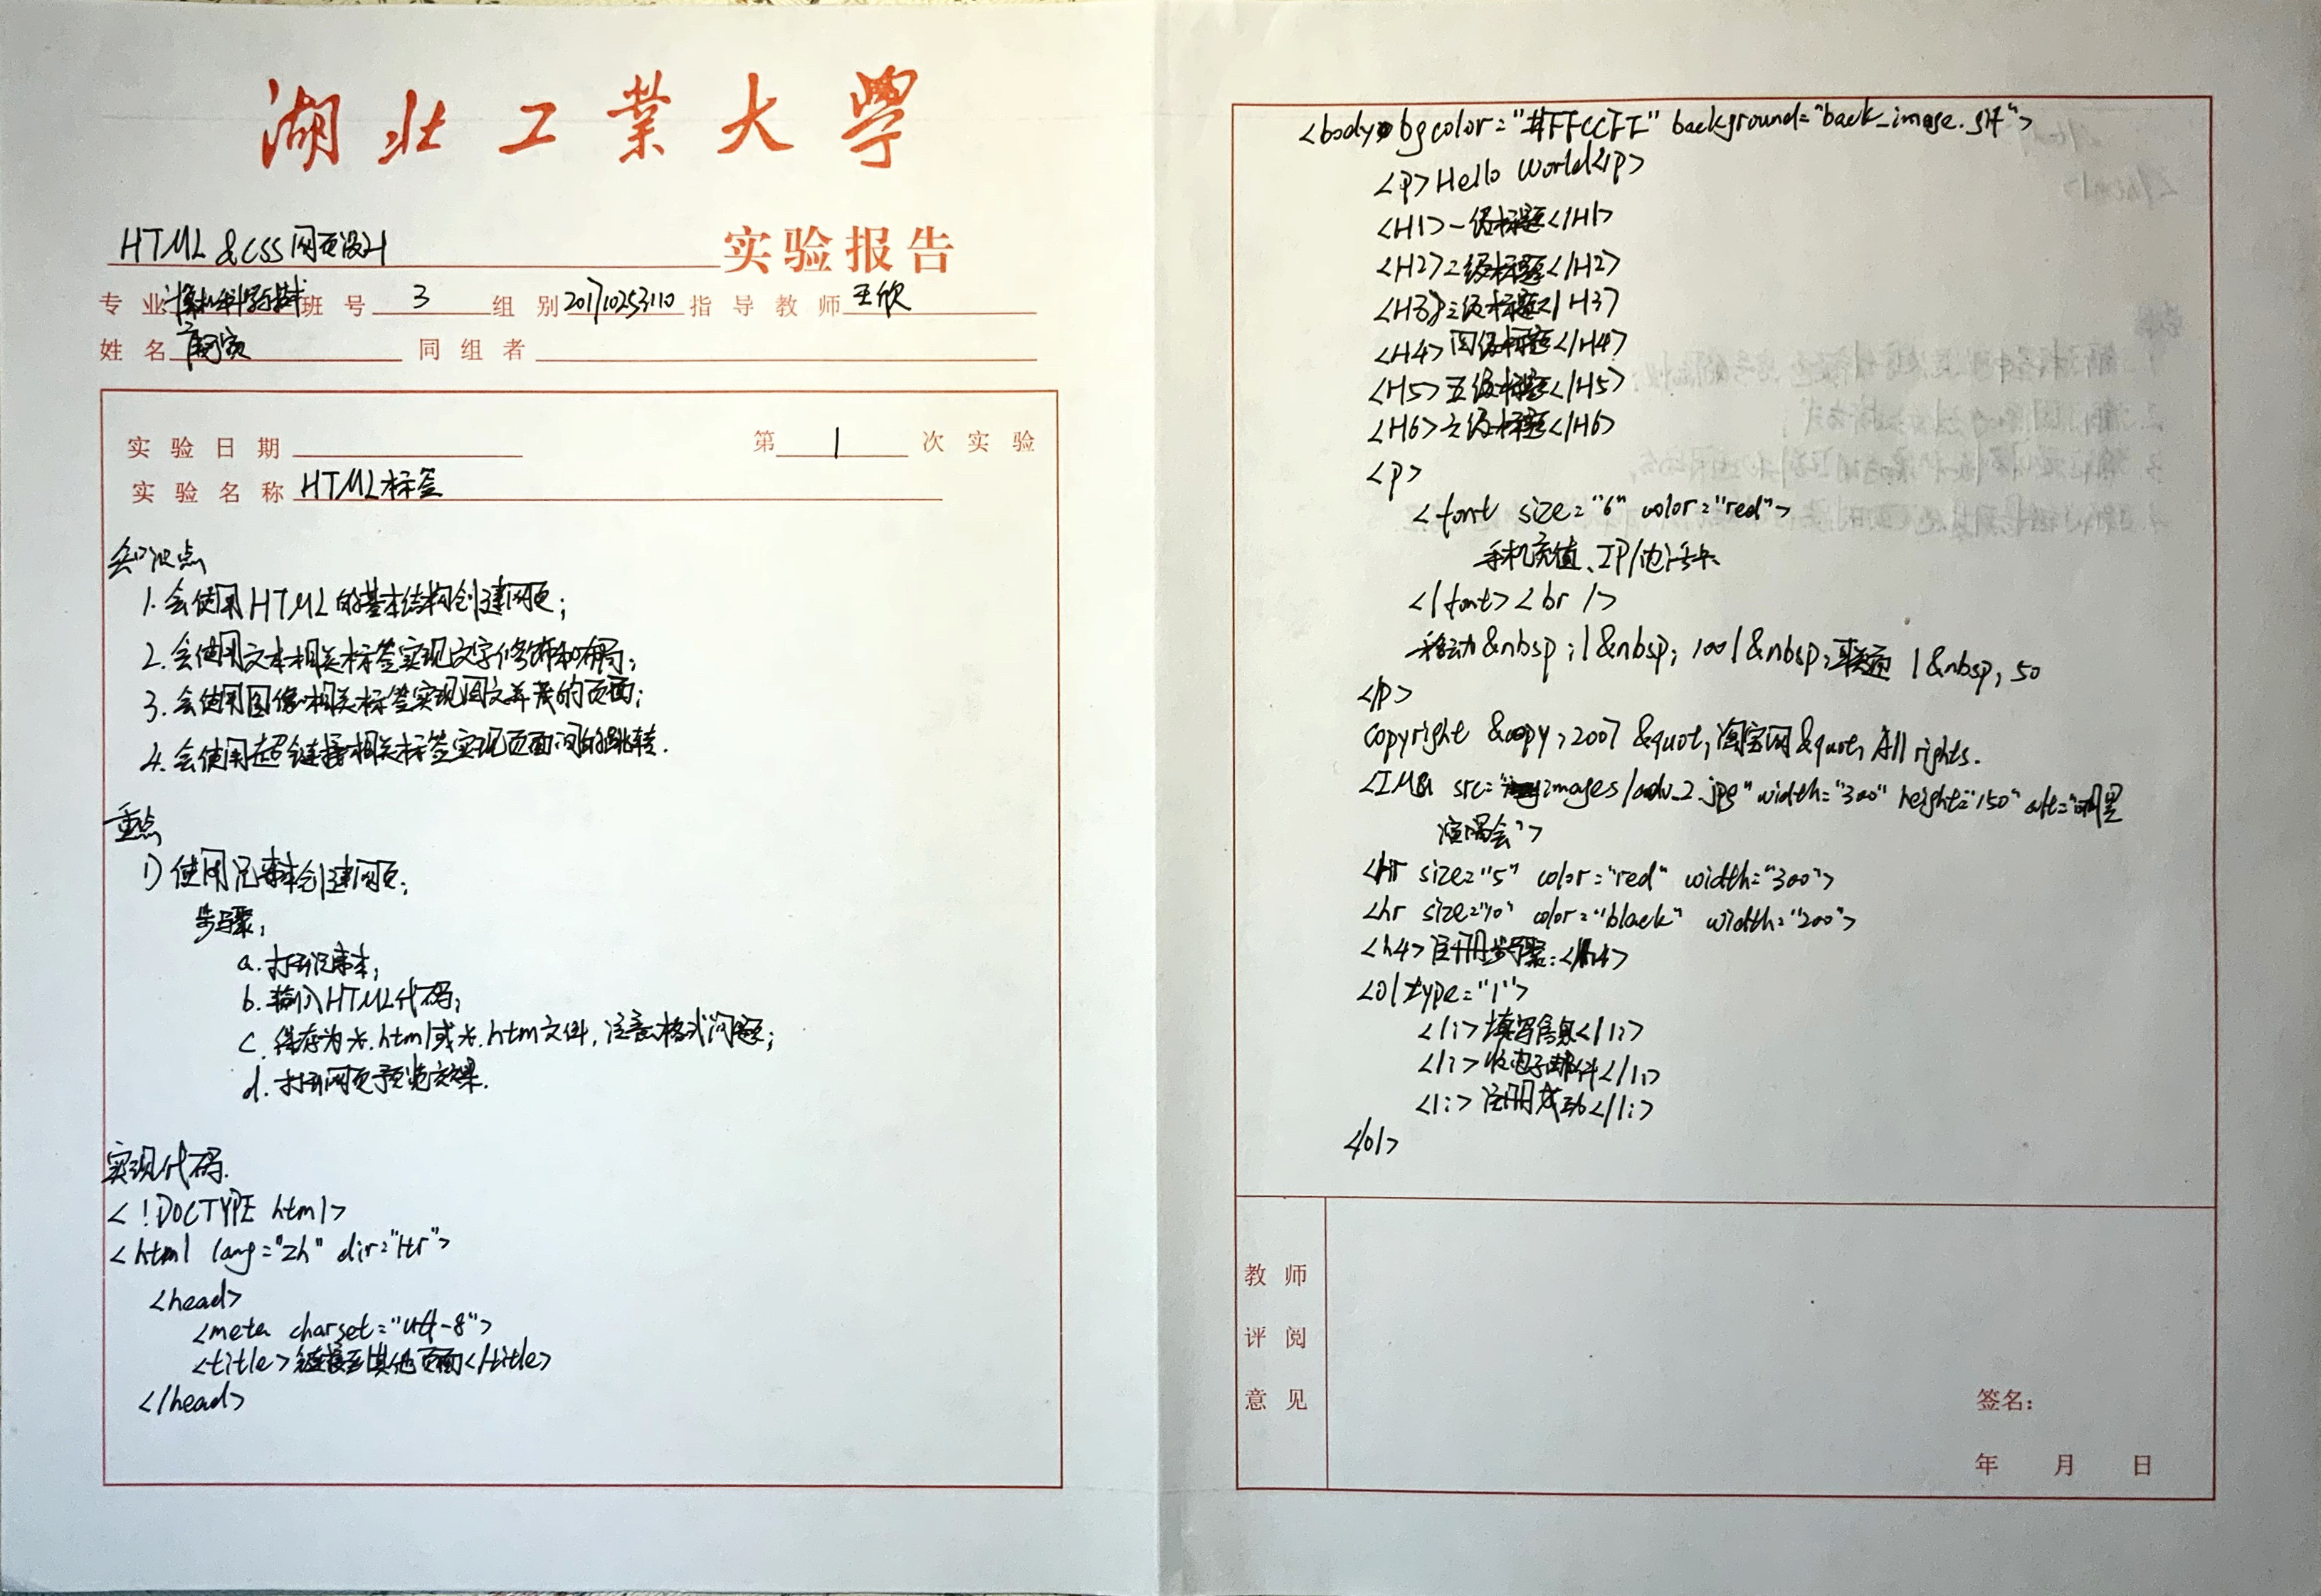 湖北工業大學
HTML&CSS网页设计 实验报告
专业 计算机科学与技术 班号 3 组别 201710253110 指导教师 王欣
姓名 同组者
实验日期 第 1 次实验
实验名称 HTML标签
知识点
1. 会使用HTML的基本结构创建网页;
2. 会使用文本相关标签实现文字修饰和布局;
3. 会使用图像相关标签实现图文并茂的页面;
4. 会使用超链接相关标签实现页面间的跳转.
重点
1) 使用记事本创建网页;
步骤:
a. 打开记事本;
b. 输入HTML代码;
c. 保存为*.html或*.htm文件, 注意格式问题;
d. 打开网页预览效果.
实现代码.
<!DOCTYPE html>
<html lang="zh" dir="ltr">
<head>
<meta charset="utf-8">
<title>链接到其他页面</title>
</head>
<body bgcolor="#FFCCFF" background="back_image.gif">
<p>Hello World</p>
<H1>一级标题</H1>
<H2>二级标题</H2>
<H3>三级标题</H3>
<H4>四级标题</H4>
<H5>五级标题</H5>
<H6>六级标题</H6>
<p>
<font size="6" color="red">
手机充值、IP/电话卡
</font><br />
移动&nbsp;|&nbsp;100|&nbsp;联通|&nbsp;50
</p>
copyright &copy;2007 &quot;淘宝网&quot; All rights.
<IMG src="images/adv_2.jpg" width="300" height="150" alt="明星
演唱会">
<hr size="5" color="red" width="300">
<hr size="10" color="black" width="200">
<h4>注册步骤:</h4>
<ol type="1">
<li>填写信息</li>
<li>收电子邮件</li>
<li>注册成功</li>
</ol>
教师
评阅
意见
签名:
年 月 日